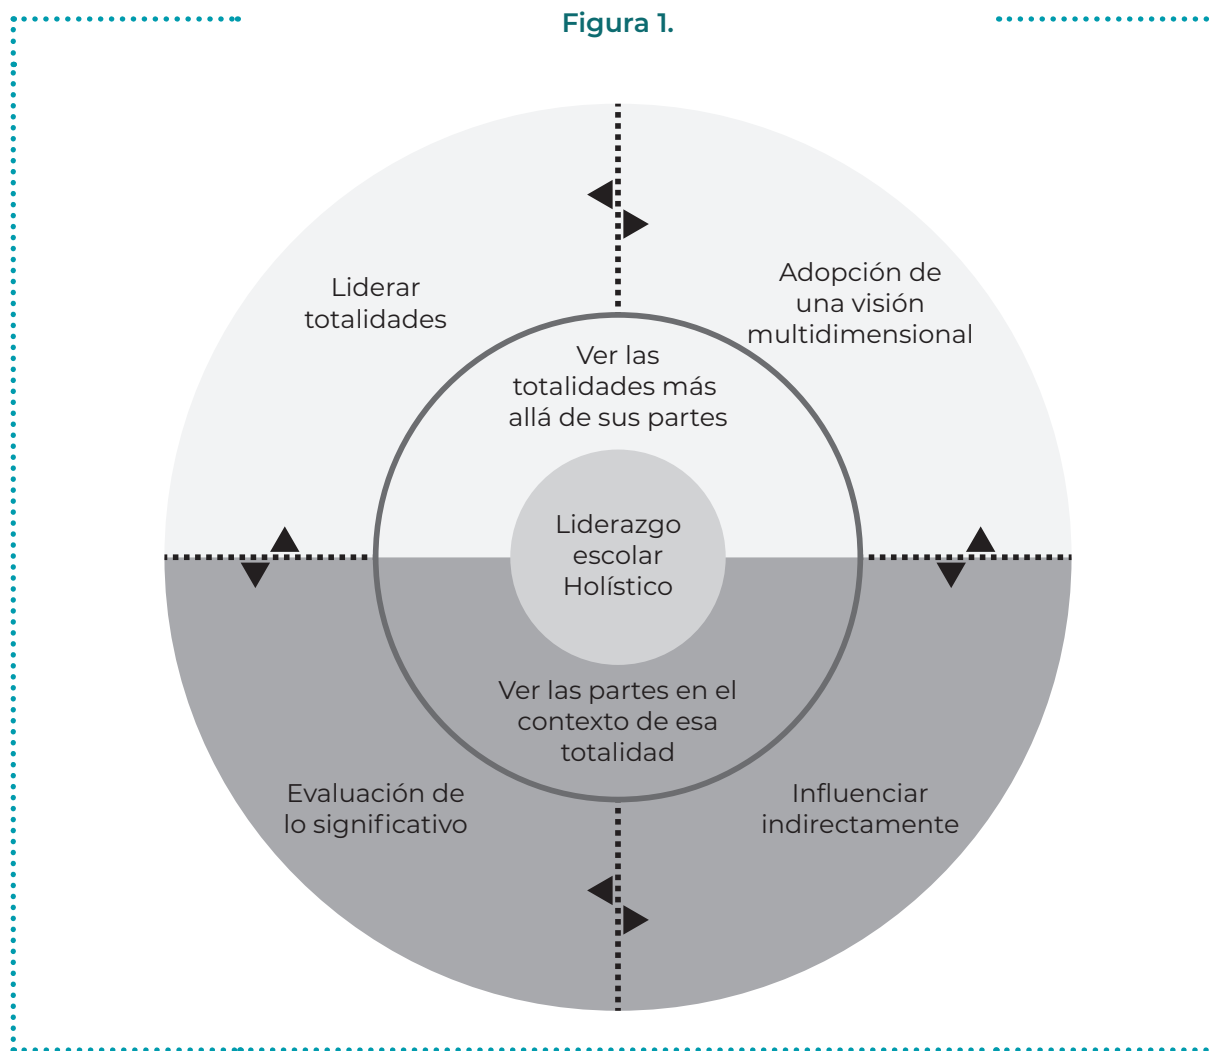 Figura 1.
Liderar
totalidades
Adopción de
una visión
multidimensional
Ver las
totalidades más
allá de sus partes
Liderazgo
escolar
Holístico
Ver las partes en el
contexto de esa
totalidad
Evaluación de
lo significativo
Influenciar
indirectamente